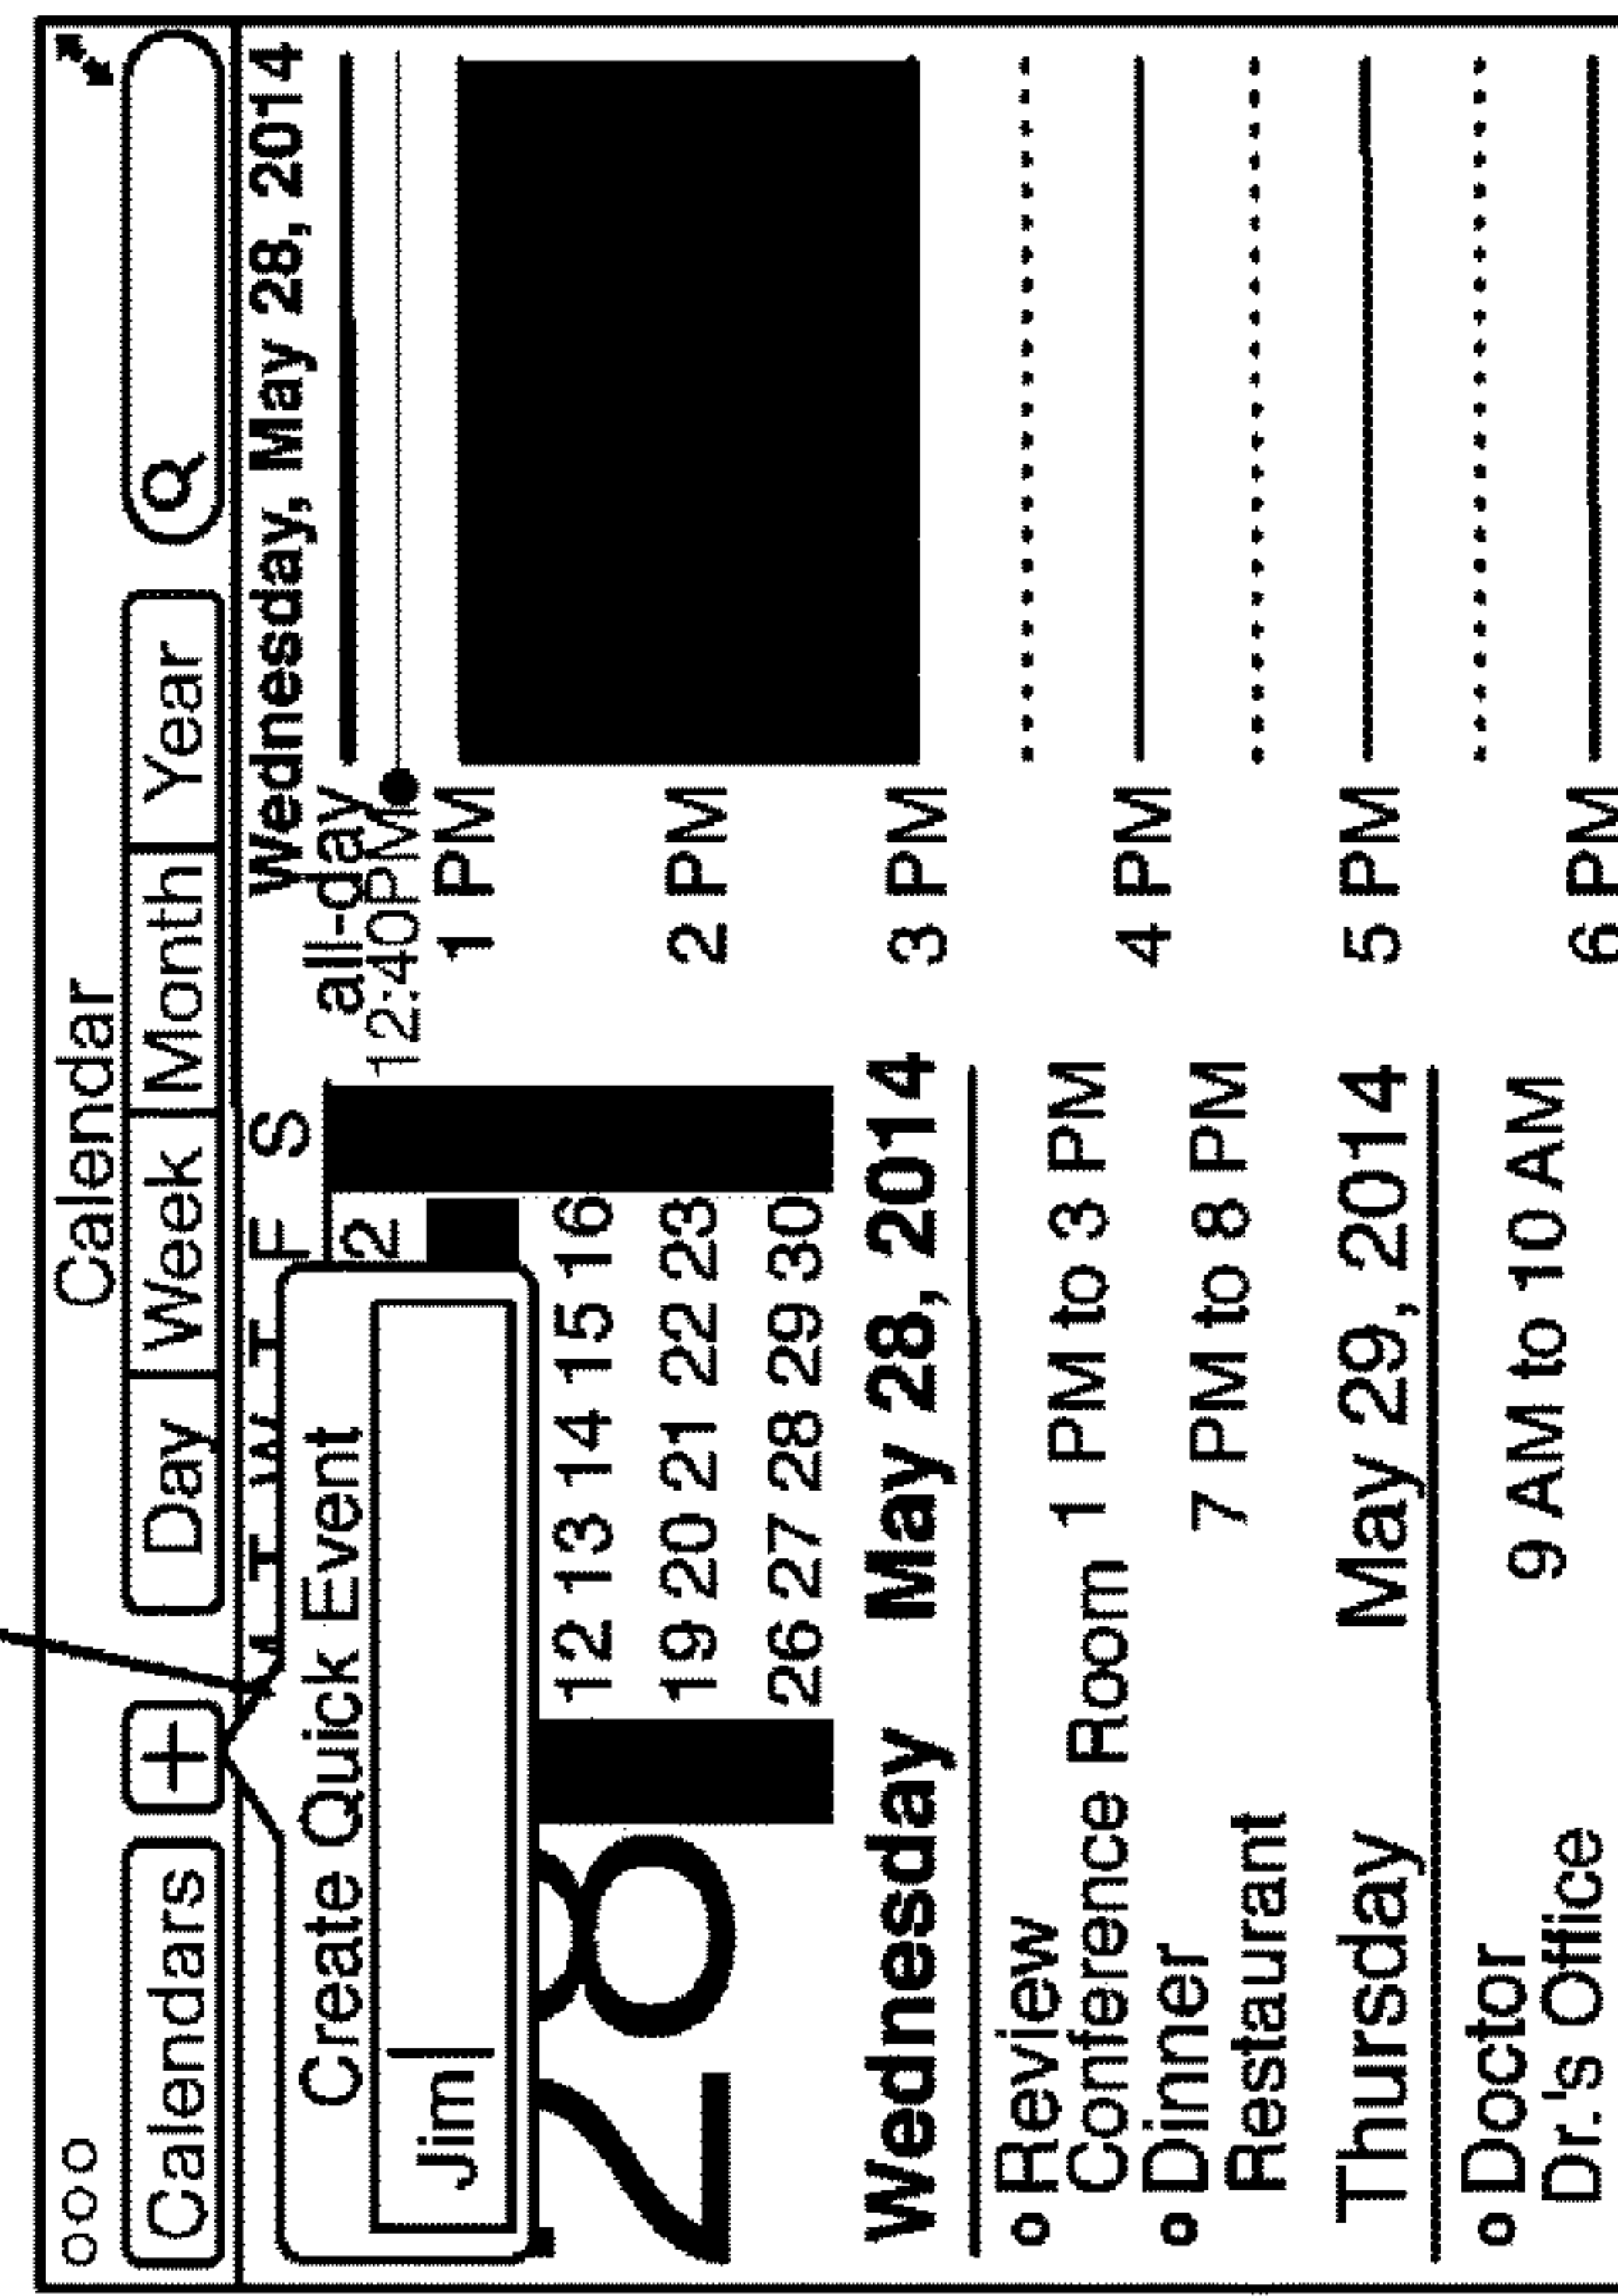 Calendar
Calendars + Day Week Month Year
Create Quick Event
Jim
F S
2
12 13 14 15 16
19 20 21 22 23
26 27 28 29 30
28
Wednesday May 28, 2014
Review 1 PM to 3 PM
Conference Room
Dinner 7 PM to 8 PM
Restaurant
Thursday May 29, 2014
Doctor 9 AM to 10 AM
Dr.'s Office
Wednesday, May 28, 2014
all-day
12:40PM
1 PM
2 PM
3 PM
4 PM
5 PM
6 PM